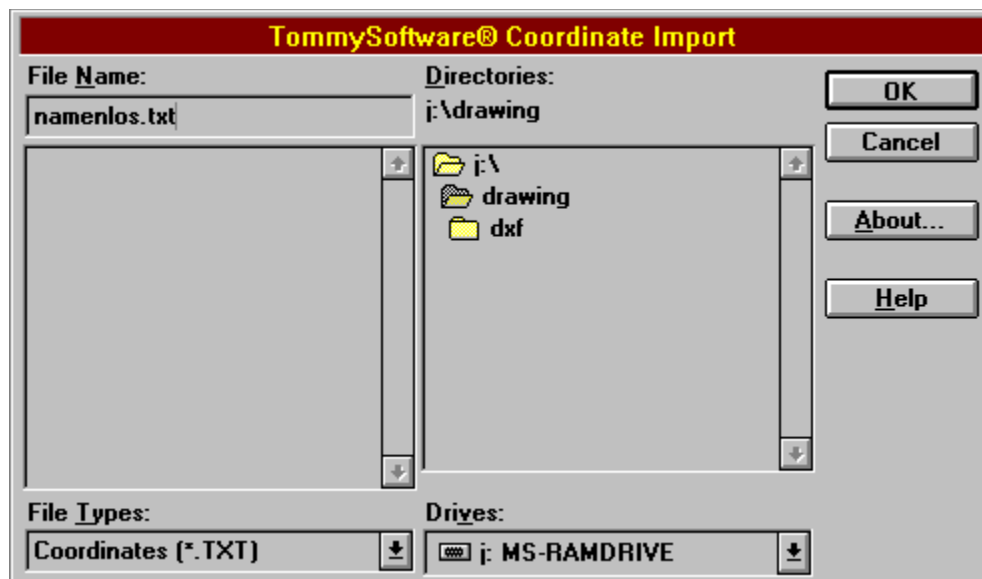 TommySoftware® Coordinate Import
File Name:
namenlos.txt
Directories:
j:\drawing
j:\
drawing
dxf
OK
Cancel
About...
Help
File Types:
Coordinates (*.TXT)
Drives:
j: MS-RAMDRIVE